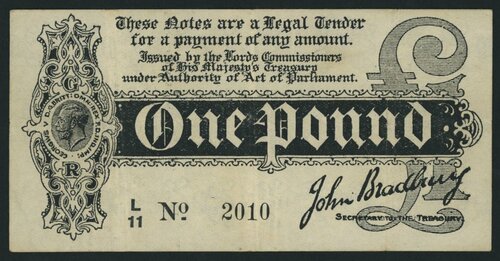 These Notes are a Legal Tender
for a payment of any amount.
Issued by the Lords Commissioners
of His Majesty's Treasury
under Authority of Act of Parliament.
£1
G
R
One Pound
L
11 No 2010
John Bradbury
Secretary to the Treasury.